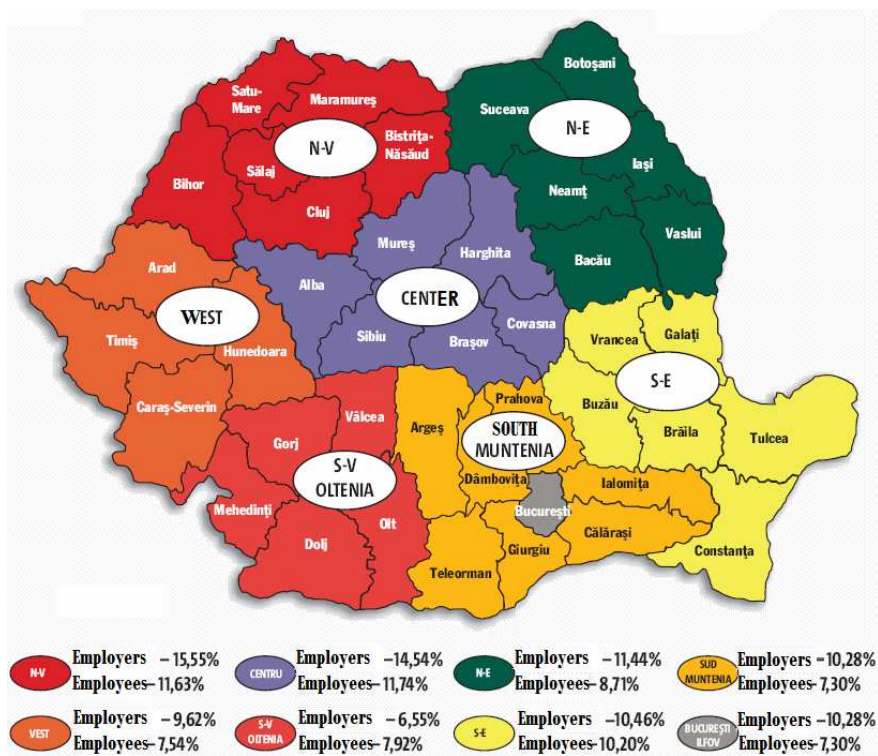 Botoşani
Satu-
Mare
Maramureş
Suceava
N-E
N-V
Bistriţa-
Năsăud
Sălaj
Iaşi
Bihor
Neamţ
Cluj
Mureş
Vaslui
Harghita
Bacău
Arad
Alba
CENTER
WEST
Covasna
Vrancea
Galaţi
Timiş
Sibiu
Braşov
Hunedoara
S-E
Caraş-Severin
Prahova
Buzău
Vâlcea
Argeş
SOUTH
MUNTENIA
Brăila
Tulcea
Gorj
S-V
OLTENIA
Dâmboviţa
Ialomiţa
Mehedinţi
Bucureşti
Olt
Călăraşi
Dolj
Giurgiu
Constanţa
Teleorman
N-V Employers -15,55%
Employees-11,63%
CENTRU Employers -14,54%
Employees-11,74%
N-E Employers -11,44%
Employees-8,71%
SUD
MUNTENIA
Employers -10,28%
Employees-7,30%
VEST Employers -9,62%
Employees-7,54%
S-V
OLTENIA
Employers -6,55%
Employees-7,92%
S-E Employers -10,46%
Employees-10,20%
BUCUREŞTI
ILFOV
Employers -10,28%
Employees-7,30%